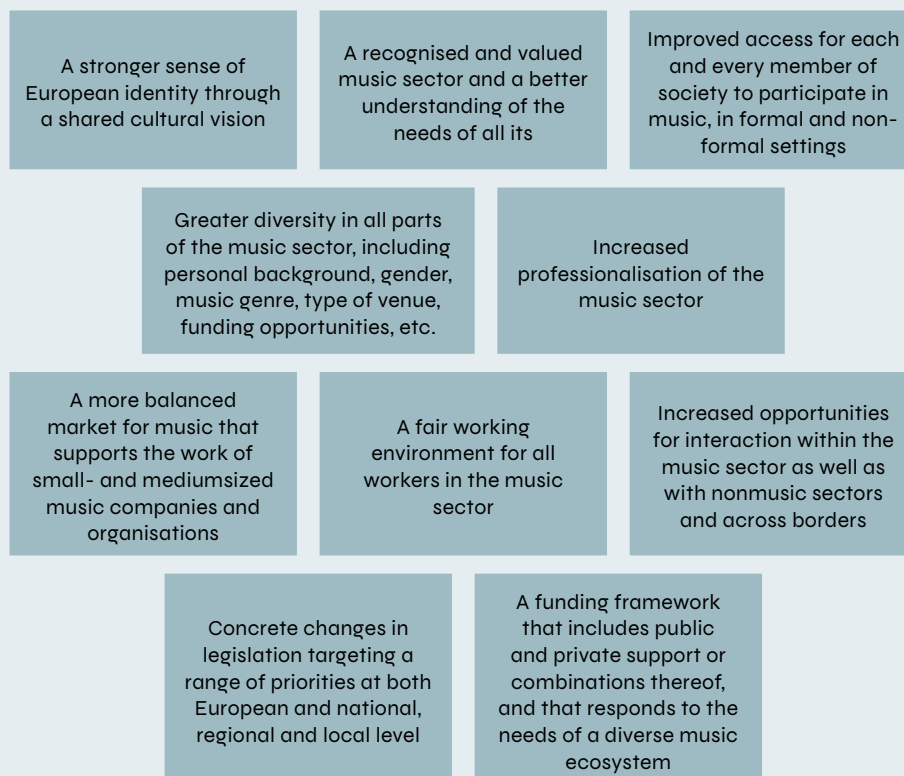 A stronger sense of
European identity through
a shared cultural vision
A recognised and valued
music sector and a better
understanding of the
needs of all its
Improved access for each
and every member of
society to participate in
music, in formal and non-
formal settings
Greater diversity in all parts
of the music sector, including
personal background, gender,
music genre, type of venue,
funding opportunities, etc.
Increased
professionalisation of the
music sector
A more balanced
market for music that
supports the work of
small- and mediumsized
music companies and
organisations
A fair working
environment for all
workers in the music
sector
Increased opportunities
for interaction within the
music sector as well as
with nonmusic sectors
and across borders
Concrete changes in
legislation targeting a
range of priorities at both
European and national,
regional and local level
A funding framework
that includes public
and private support or
combinations thereof,
and that responds to the
needs of a diverse music
ecosystem